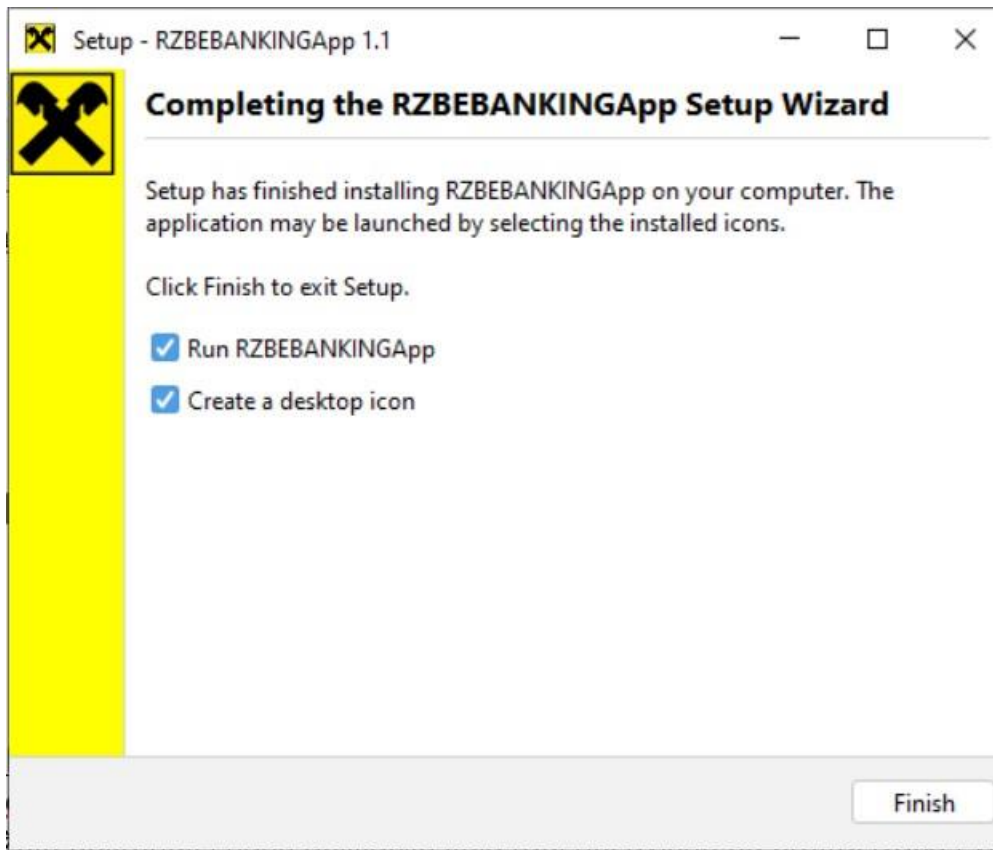 Setup - RZBEBANKINGApp 1.1
Completing the RZBEBANKINGApp Setup Wizard
Setup has finished installing RZBEBANKINGApp on your computer. The
application may be launched by selecting the installed icons.
Click Finish to exit Setup.
Run RZBEBANKINGApp
Create a desktop icon
Finish